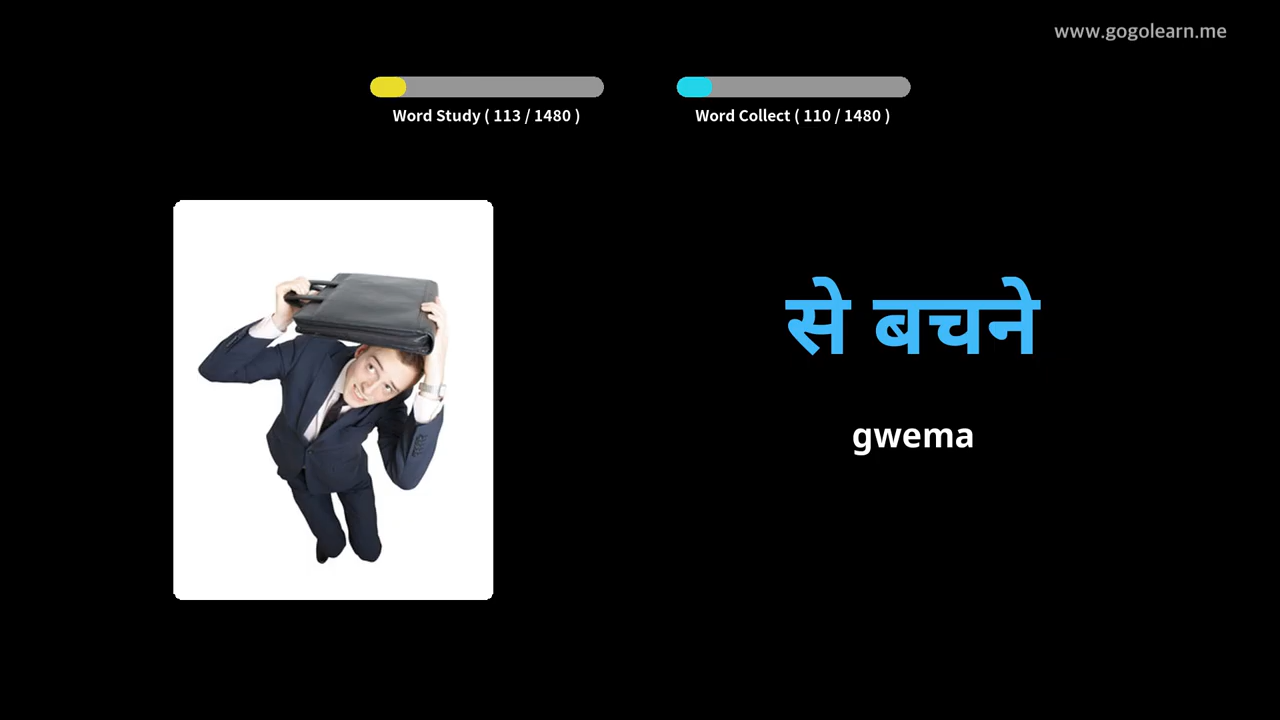 www.gogolearn.me
Word Study ( 113 / 1480 )
Word Collect ( 110 / 1480 )
से बचने
gwema